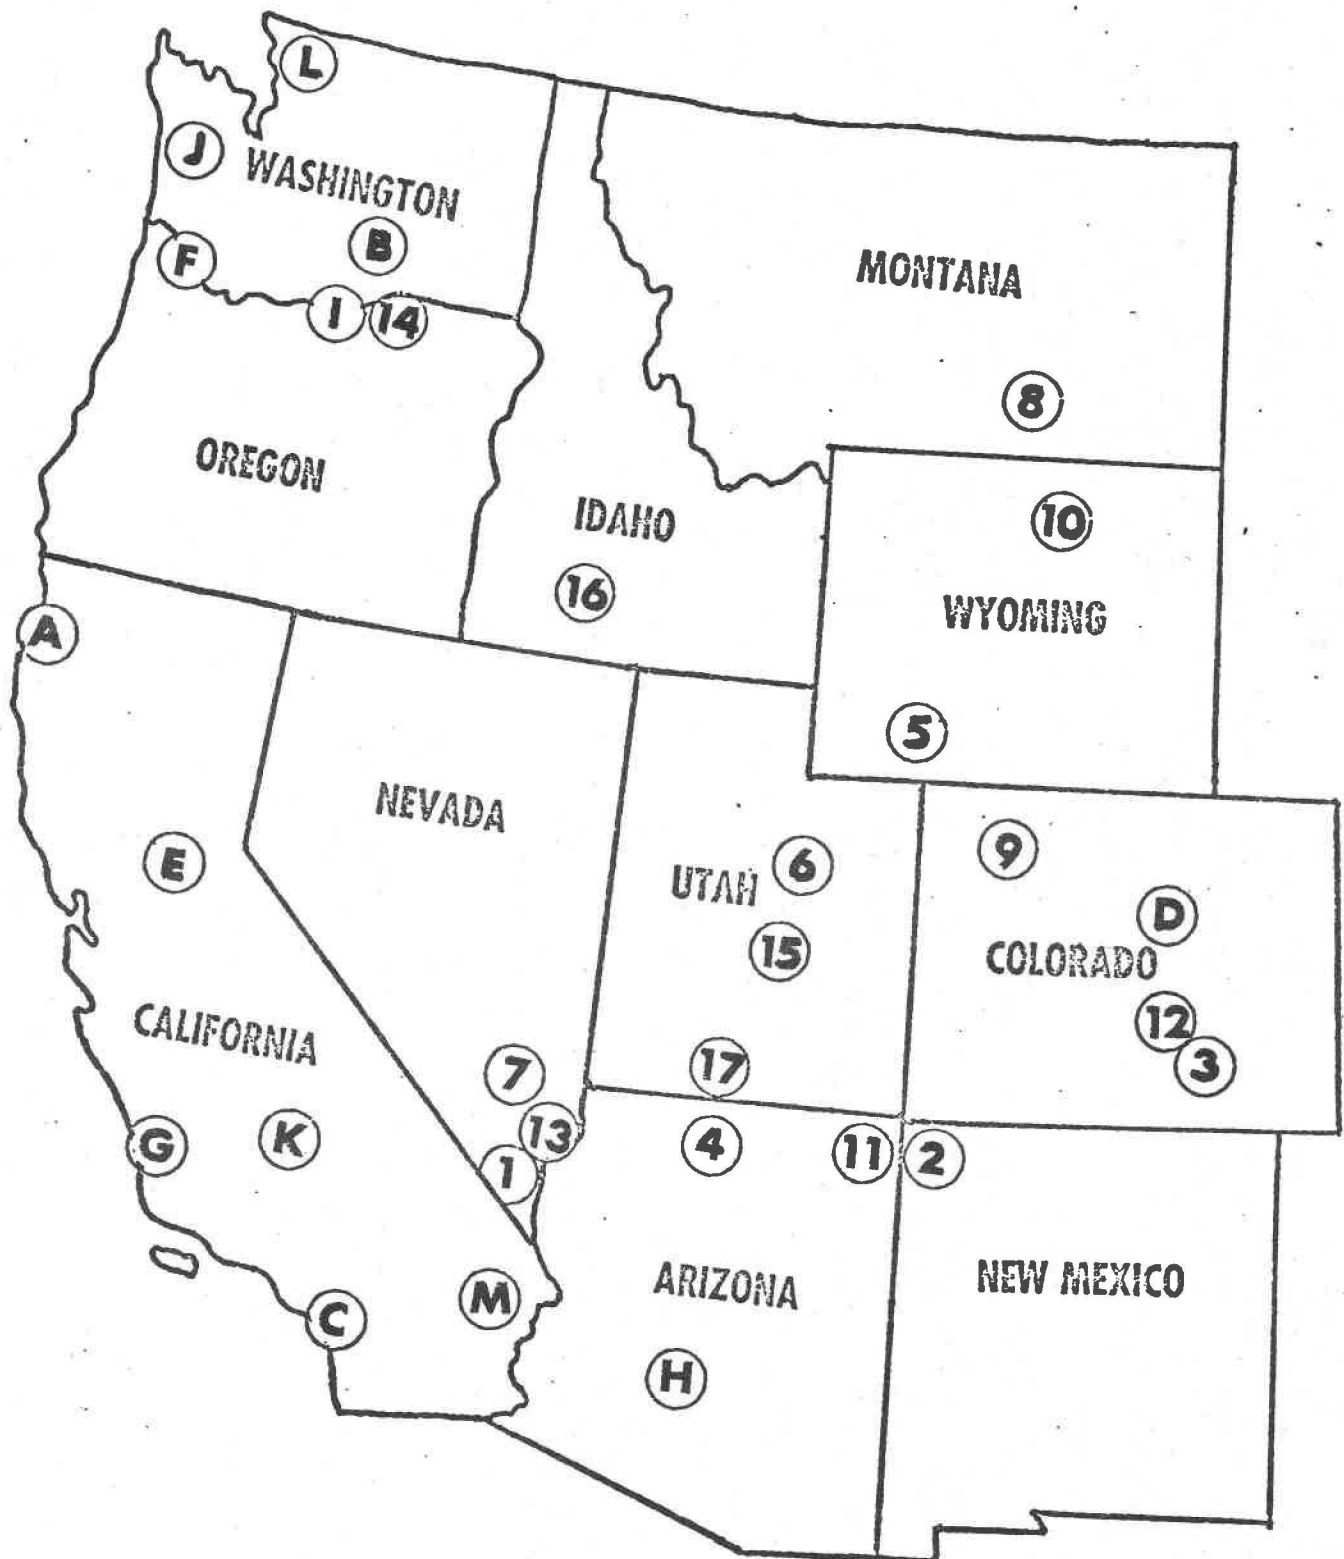 L
J
WASHINGTON
B
F
MONTANA
I
14
8
OREGON
IDAHO
10
16
WYOMING
A
5
NEVADA
9
E
6
UTAH
D
15
COLORADO
CALIFORNIA
12
3
7
17
13
G
K
4
11
2
1
ARIZONA
NEW MEXICO
M
C
H